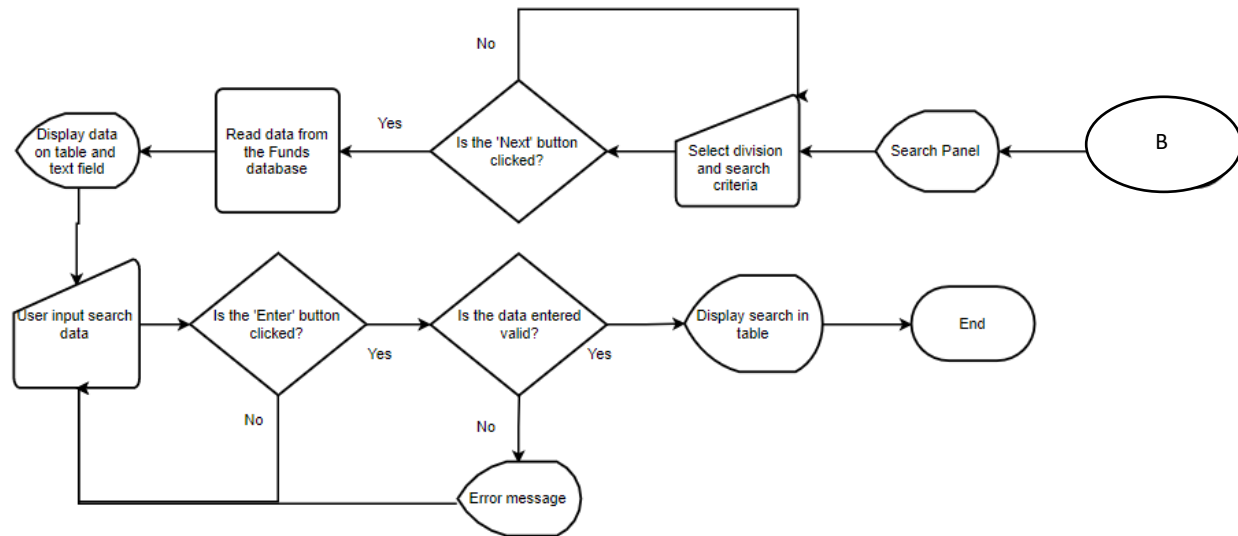 No
B
Search Panel
Select division
and search
criteria
Is the 'Next' button
clicked?
Yes
Read data from
the Funds
database
Display data
on table and
text field
User input search
data
Is the 'Enter' button
clicked?
Yes
No
Is the data entered
valid?
Yes
No
Display search in
table
End
Error message